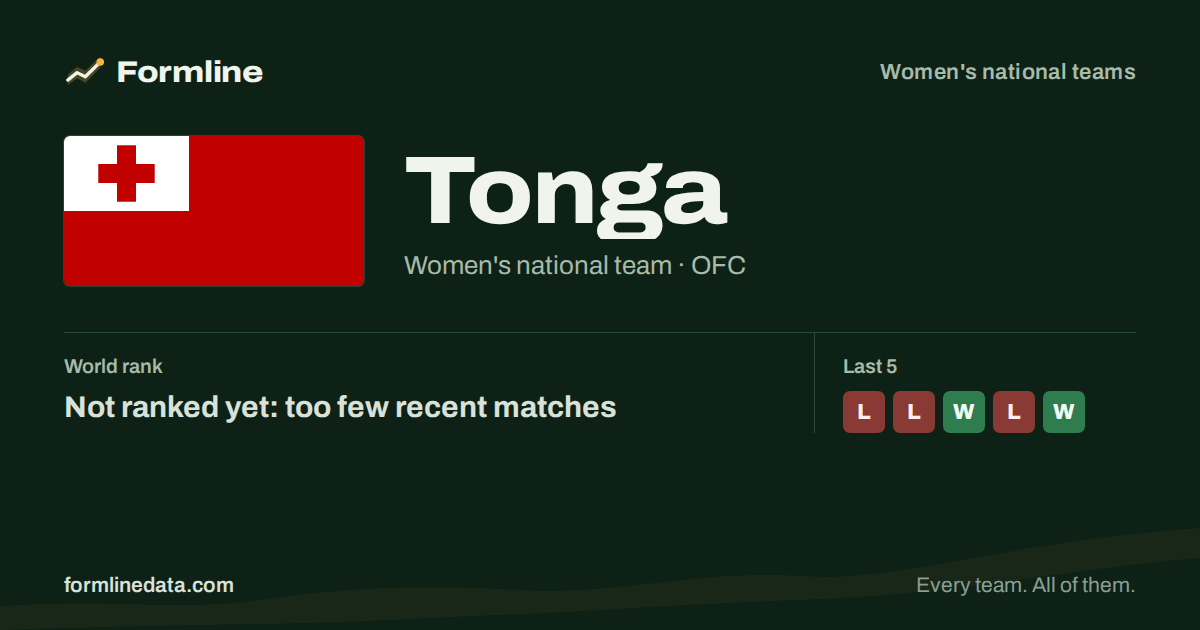 Formline
Women's national teams
Tonga
Women's national team · OFC
World rank
Not ranked yet: too few recent matches
Last 5
L L W L W
formlinedata.com
Every team. All of them.